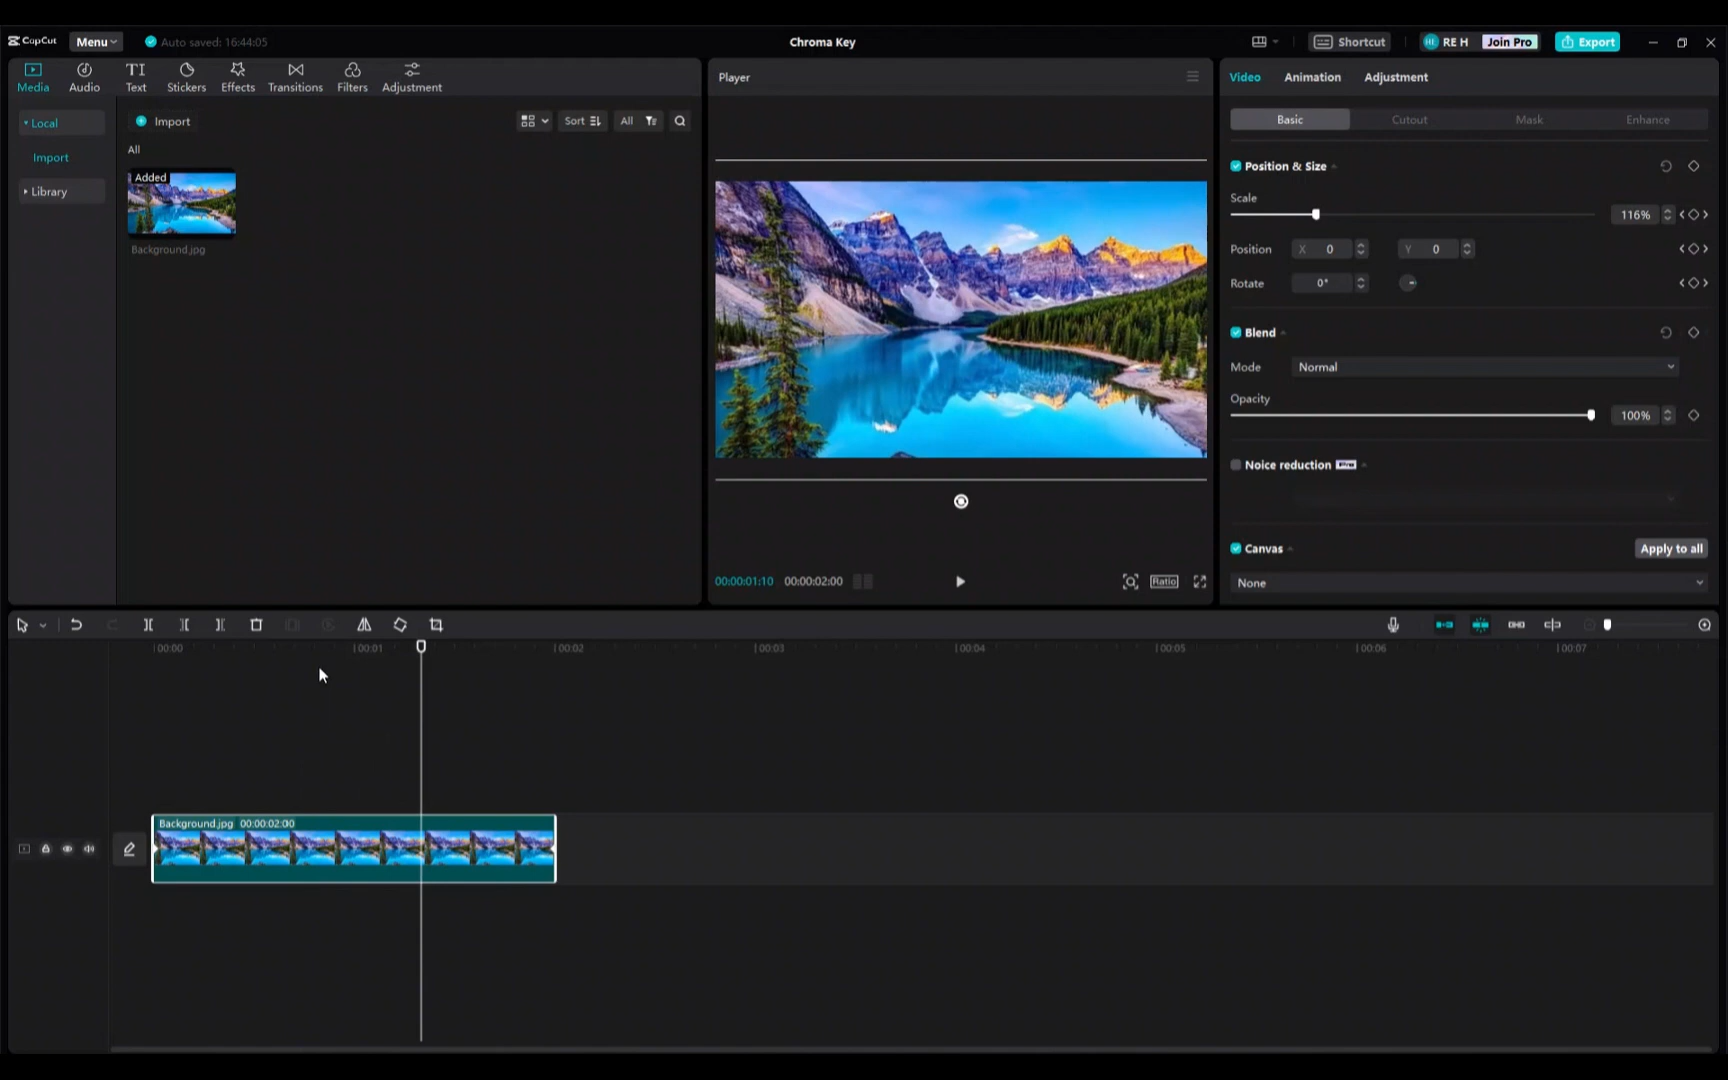 CapCut
Menu
Auto saved: 16:44:05
Chroma Key
Shortcut
RE H
Join Pro
Export
Media
Audio
TI
Text
Stickers
Effects
Transitions
Filters
Adjustment
Local
Import
Library
Import
Sort
All
All
Added
Background.jpg
Player
00:00:01:10
00:00:02:00
Ratio
Video
Animation
Adjustment
Basic
Cutout
Mask
Enhance
Position & Size
Scale
116%
Position
X 0
Y 0
Rotate
0°
Blend
Mode
Normal
Opacity
100%
Noice reduction
Pro
Canvas
Apply to all
None
00:00
00:01
00:02
00:03
00:04
00:05
00:06
00:07
Background.jpg 00:00:02:00